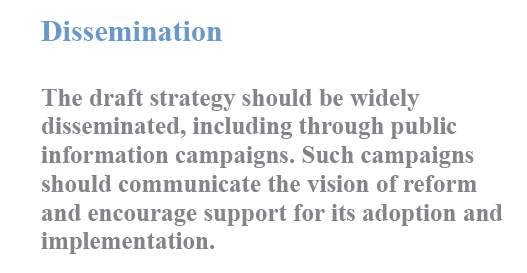 Dissemination
The draft strategy should be widely
disseminated, including through public
information campaigns. Such campaigns
should communicate the vision of reform
and encourage support for its adoption and
implementation.